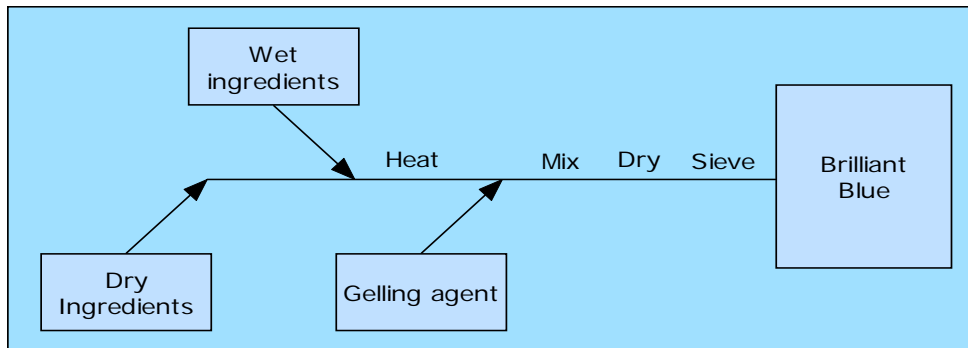 Wet
ingredients
Heat
Mix
Dry
Sieve
Brilliant
Blue
Dry
Ingredients
Gelling agent